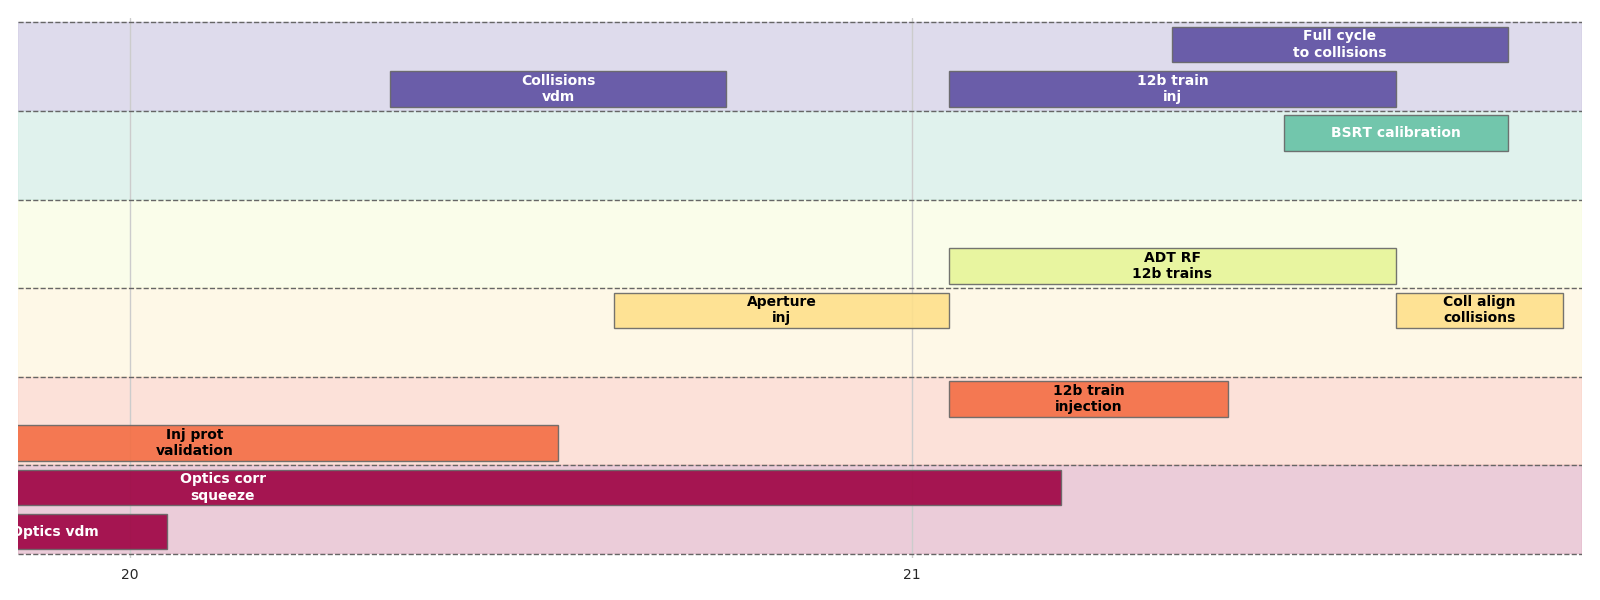 Full cycle
to collisions
Collisions
vdm
12b train
inj
BSRT calibration
ADT RF
12b trains
Aperture
inj
Coll align
collisions
12b train
injection
Inj prot
validation
Optics corr
squeeze
Optics vdm
20
21